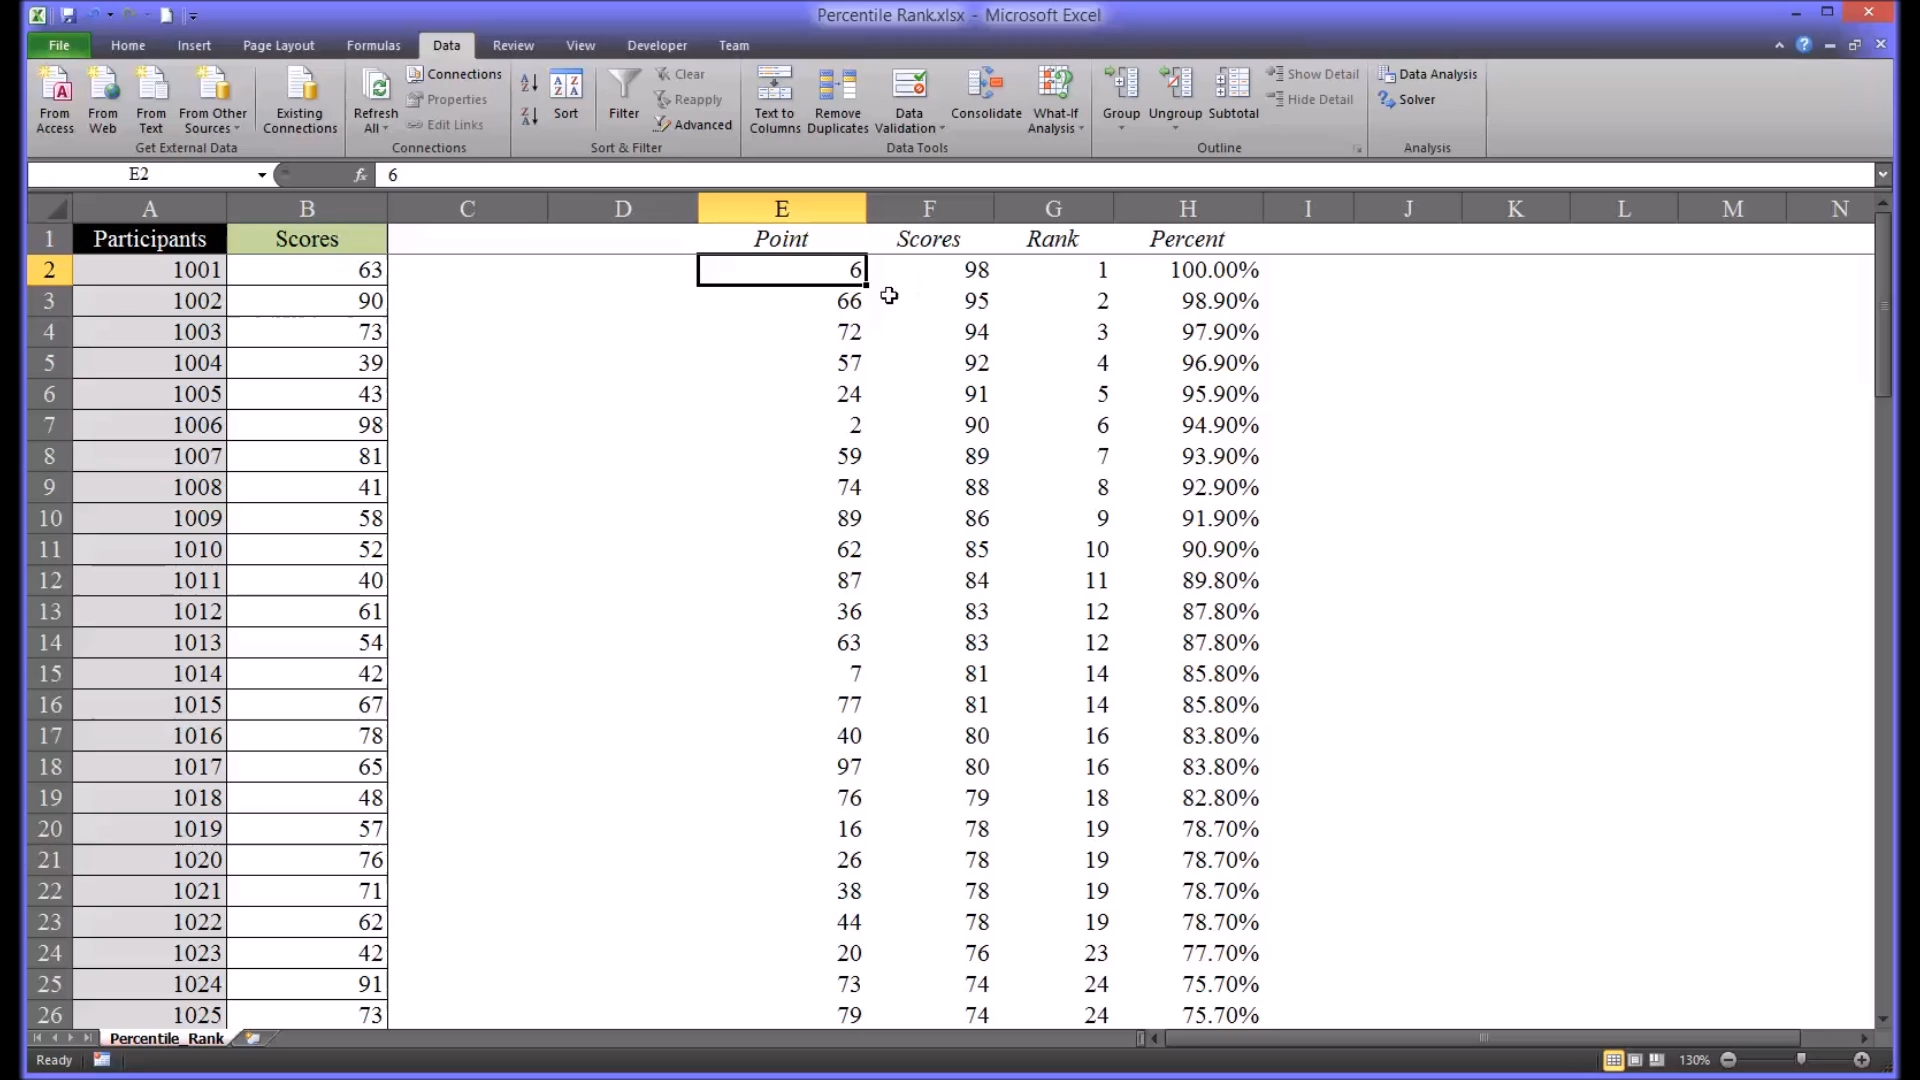 Percentile Rank.xlsx - Microsoft Excel
File Home Insert Page Layout Formulas Data Review View Developer Team
From Access
From Web
From Text
From Other Sources
Existing Connections
Get External Data
Refresh All
Connections
Properties
Edit Links
Connections
Sort
Filter
Clear
Reapply
Advanced
Sort & Filter
Text to Columns
Remove Duplicates
Data Validation
Consolidate
What-If Analysis
Data Tools
Group
Ungroup
Subtotal
Show Detail
Hide Detail
Outline
Data Analysis
Solver
Analysis
E2 fx 6
A B C D E F G H I J K L M N
1 Participants Scores Point Scores Rank Percent
2 1001 63 6 98 1 100.00%
3 1002 90 66 95 2 98.90%
4 1003 73 72 94 3 97.90%
5 1004 39 57 92 4 96.90%
6 1005 43 24 91 5 95.90%
7 1006 98 2 90 6 94.90%
8 1007 81 59 89 7 93.90%
9 1008 41 74 88 8 92.90%
10 1009 58 89 86 9 91.90%
11 1010 52 62 85 10 90.90%
12 1011 40 87 84 11 89.80%
13 1012 61 36 83 12 87.80%
14 1013 54 63 83 12 87.80%
15 1014 42 7 81 14 85.80%
16 1015 67 77 81 14 85.80%
17 1016 78 40 80 16 83.80%
18 1017 65 97 80 16 83.80%
19 1018 48 76 79 18 82.80%
20 1019 57 16 78 19 78.70%
21 1020 76 26 78 19 78.70%
22 1021 71 38 78 19 78.70%
23 1022 62 44 78 19 78.70%
24 1023 42 20 76 23 77.70%
25 1024 91 73 74 24 75.70%
26 1025 73 79 74 24 75.70%
Percentile_Rank
Ready 130%